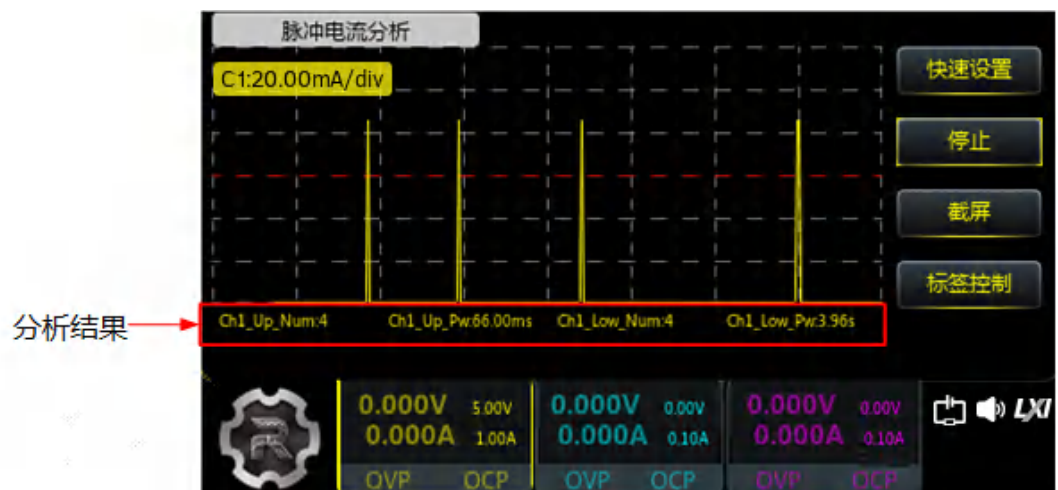 脉冲电流分析
C1:20.00mA/div
快速设置
停止
截屏
标签控制
分析结果
Ch1_Up_Num:4 Ch1_Up_Pw:66.00ms Ch1_Low_Num:4 Ch1_Low_Pw:3.96s
0.000V 5.00V 0.000V 0.00V 0.000V 0.00V
0.000A 1.00A 0.000A 0.10A 0.000A 0.10A
OVP OCP OVP OCP OVP OCP
R
LXI